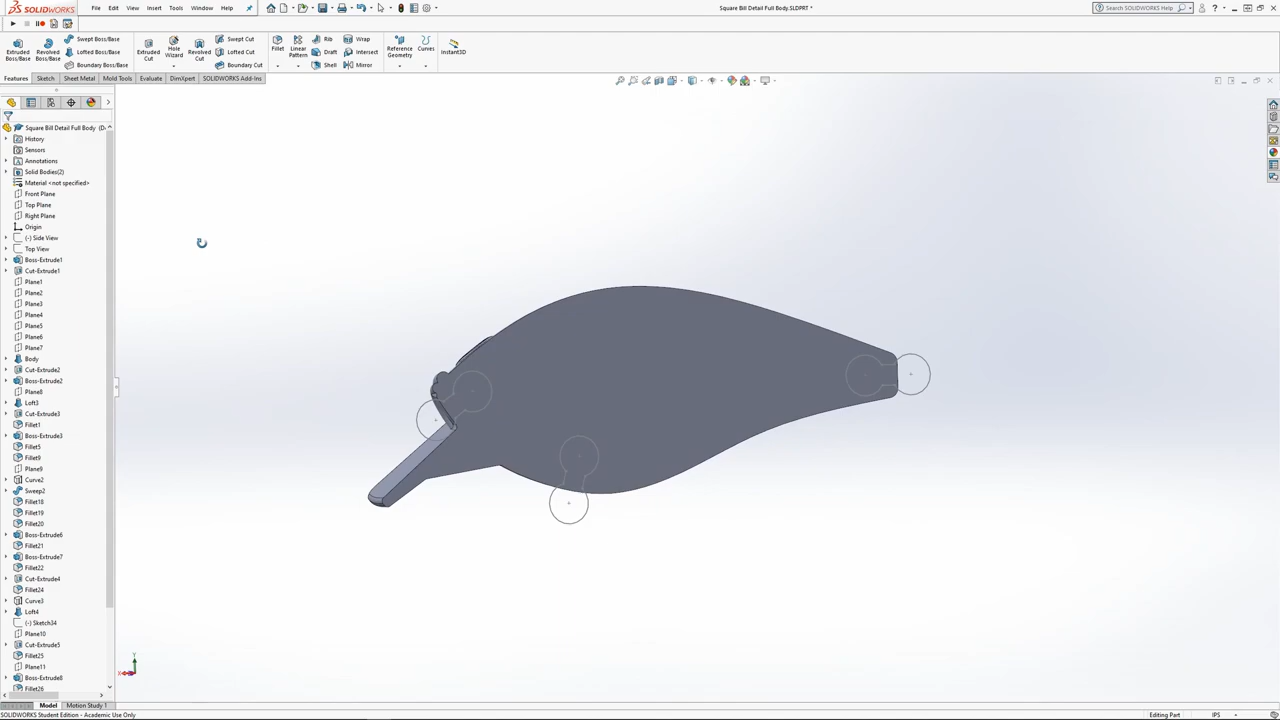 SOLIDWORKS File Edit View Insert Tools Window Help Square Bill Detail Full Body.SLDPRT * Search SOLIDWORKS Help
Extruded Boss/Base Revolved Boss/Base Swept Boss/Base Lofted Boss/Base Boundary Boss/Base Extruded Cut Hole Wizard Revolved Cut Swept Cut Lofted Cut Boundary Cut Fillet Linear Pattern Rib Draft Shell Wrap Intersect Mirror Reference Geometry Curves Instant3D
Features Sketch Sheet Metal Mold Tools Evaluate DimXpert SOLIDWORKS Add-Ins
Square Bill Detail Full Body (D
History
Sensors
Annotations
Solid Bodies(2)
Material <not specified>
Front Plane
Top Plane
Right Plane
Origin
(-) Side View
Top View
Boss-Extrude1
Cut-Extrude1
Plane1
Plane2
Plane3
Plane4
Plane5
Plane6
Plane7
Body
Cut-Extrude2
Boss-Extrude2
Plane8
Loft3
Cut-Extrude3
Fillet1
Boss-Extrude3
Fillet5
Fillet9
Plane9
Curve2
Sweep2
Fillet18
Fillet19
Fillet20
Boss-Extrude6
Fillet21
Boss-Extrude7
Fillet22
Cut-Extrude4
Fillet24
Curve3
Loft4
(-) Sketch34
Plane10
Cut-Extrude5
Fillet25
Plane11
Boss-Extrude8
Fillet26
Y
X
Model Motion Study 1
SOLIDWORKS Student Edition - Academic Use Only Editing Part IPS